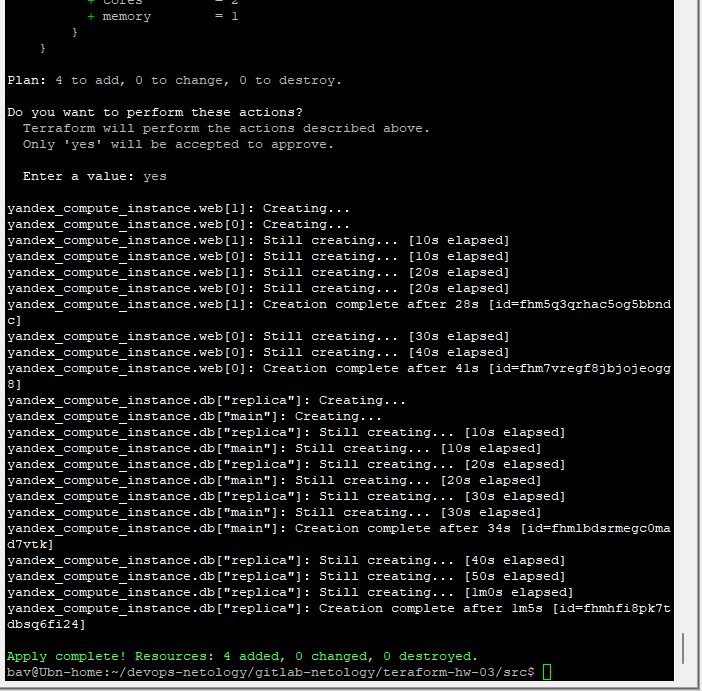 + cores         = 2
          + memory        = 1
        }
    }

Plan: 4 to add, 0 to change, 0 to destroy.

Do you want to perform these actions?
  Terraform will perform the actions described above.
  Only 'yes' will be accepted to approve.

  Enter a value: yes

yandex_compute_instance.web[1]: Creating...
yandex_compute_instance.web[0]: Creating...
yandex_compute_instance.web[1]: Still creating... [10s elapsed]
yandex_compute_instance.web[0]: Still creating... [10s elapsed]
yandex_compute_instance.web[1]: Still creating... [20s elapsed]
yandex_compute_instance.web[0]: Still creating... [20s elapsed]
yandex_compute_instance.web[1]: Creation complete after 28s [id=fhm5q3qrhac5og5bbnd
c]
yandex_compute_instance.web[0]: Still creating... [30s elapsed]
yandex_compute_instance.web[0]: Still creating... [40s elapsed]
yandex_compute_instance.web[0]: Creation complete after 41s [id=fhm7vregf8jbjojeogg
8]
yandex_compute_instance.db["replica"]: Creating...
yandex_compute_instance.db["main"]: Creating...
yandex_compute_instance.db["replica"]: Still creating... [10s elapsed]
yandex_compute_instance.db["main"]: Still creating... [10s elapsed]
yandex_compute_instance.db["replica"]: Still creating... [20s elapsed]
yandex_compute_instance.db["main"]: Still creating... [20s elapsed]
yandex_compute_instance.db["replica"]: Still creating... [30s elapsed]
yandex_compute_instance.db["main"]: Still creating... [30s elapsed]
yandex_compute_instance.db["main"]: Creation complete after 34s [id=fhmlbdsrmegc0ma
d7vtk]
yandex_compute_instance.db["replica"]: Still creating... [40s elapsed]
yandex_compute_instance.db["replica"]: Still creating... [50s elapsed]
yandex_compute_instance.db["replica"]: Still creating... [1m0s elapsed]
yandex_compute_instance.db["replica"]: Creation complete after 1m5s [id=fhmhfi8pk7t
dbsq6fi24]

Apply complete! Resources: 4 added, 0 changed, 0 destroyed.
bav@Ubn-home:~/devops-netology/gitlab-netology/teraform-hw-03/src$